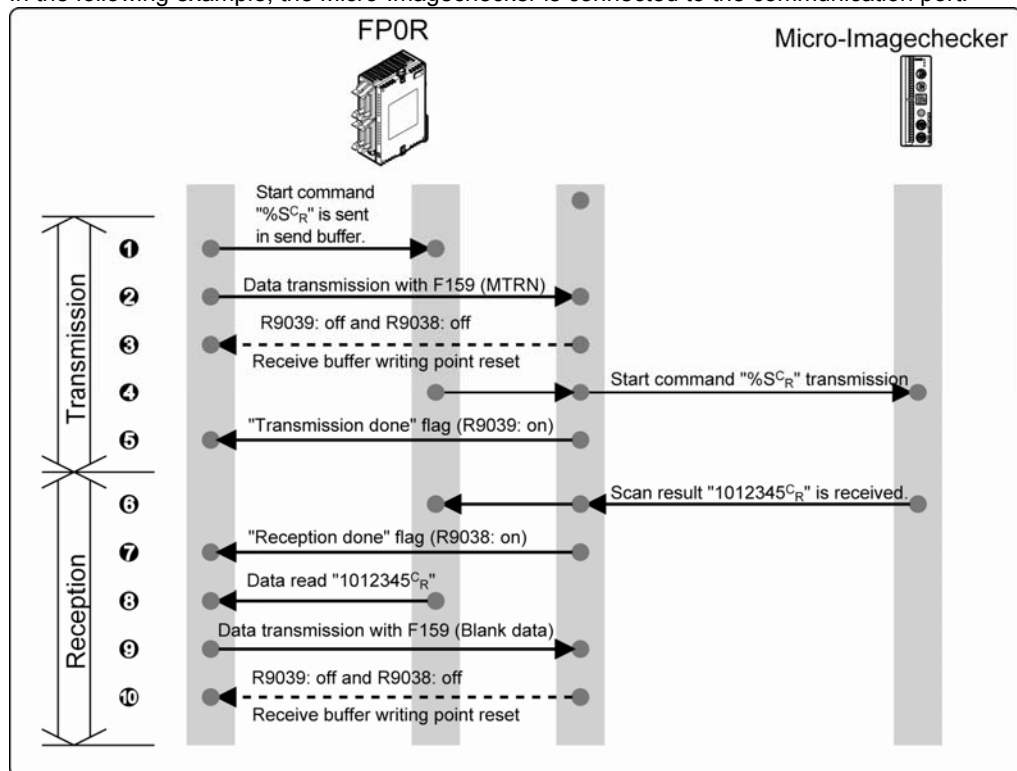 In the following example, the Micro-Imagechecker is connected to the communication port.
FP0R
Micro-Imagechecker
Start command
"%SCR" is sent
in send buffer.
Transmission
❶
❷ Data transmission with F159 (MTRN)
R9039: off and R9038: off
❸
Receive buffer writing point reset
❹ Start command "%SCR" transmission
❺ "Transmission done" flag (R9039: on)
Reception
❻ Scan result "1012345CR" is received.
❼ "Reception done" flag (R9038: on)
❽ Data read "1012345CR"
❾ Data transmission with F159 (Blank data)
R9039: off and R9038: off
❿
Receive buffer writing point reset